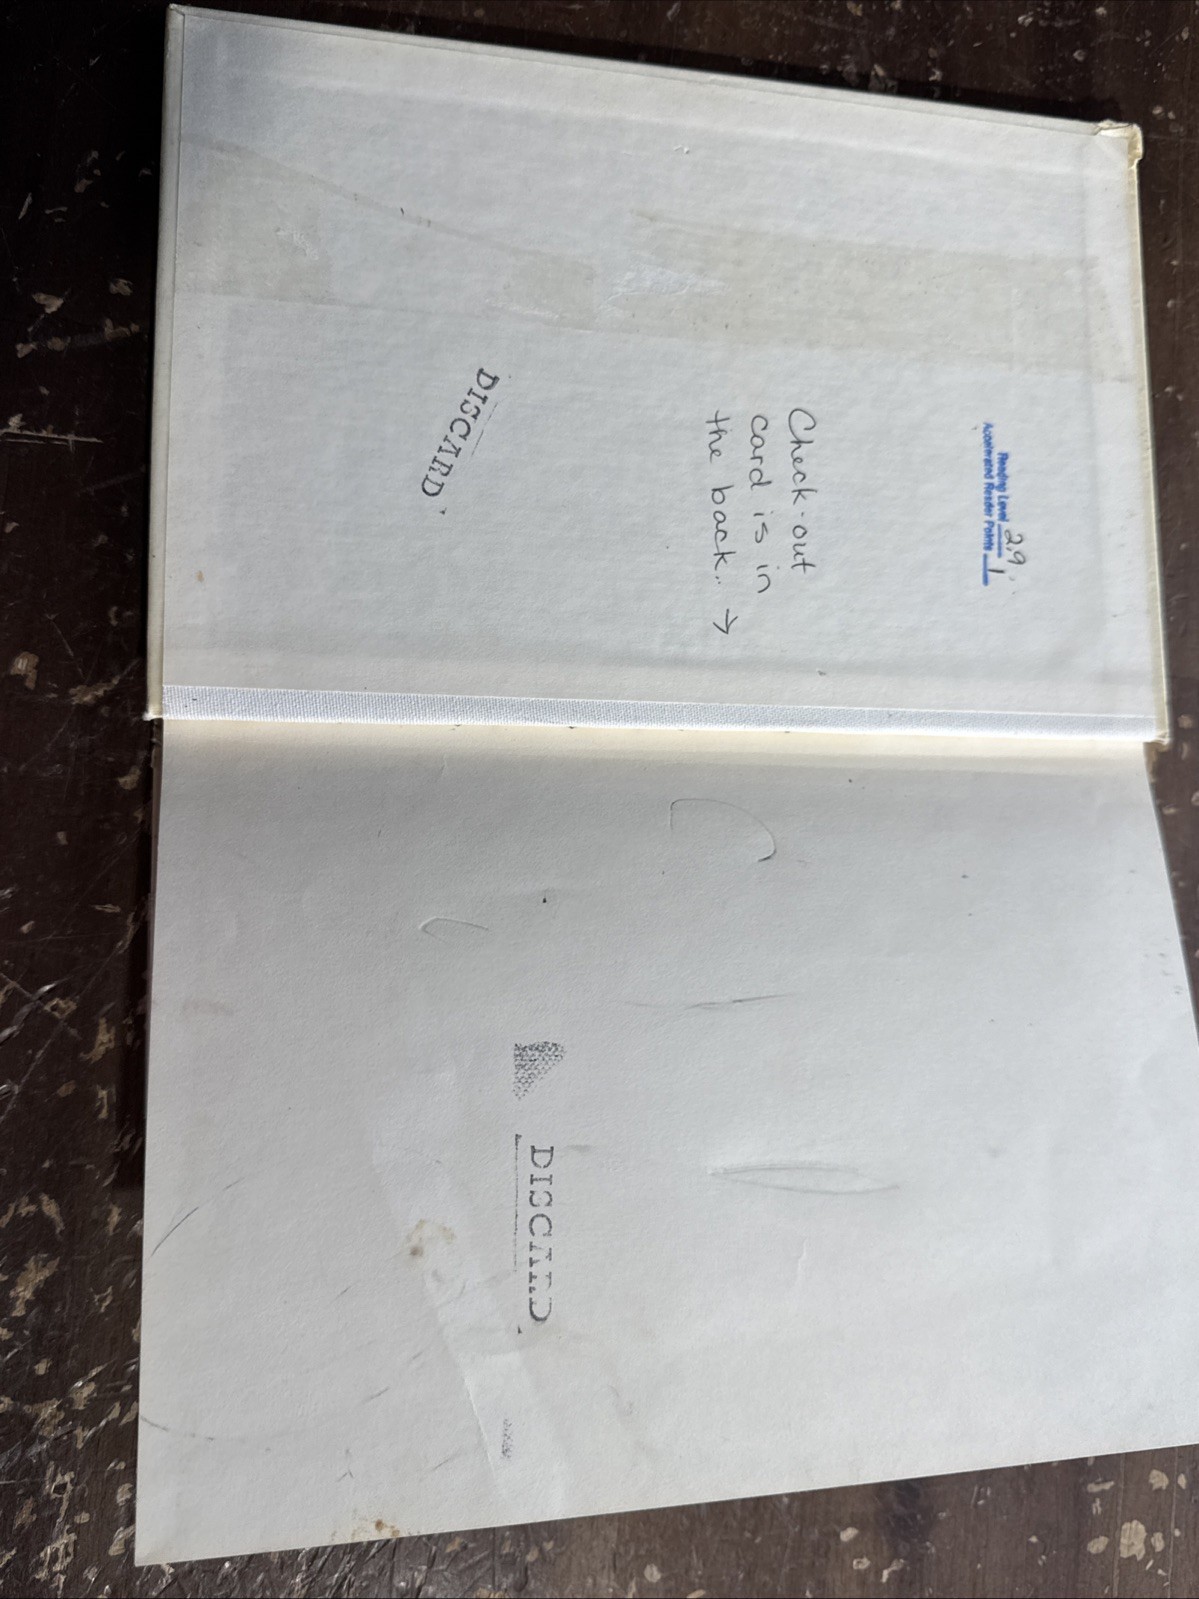 Reading Level 2.9
Accelerated Reader Points 1
Check-out
card is in
the back. →
DISCARD
DISCARD